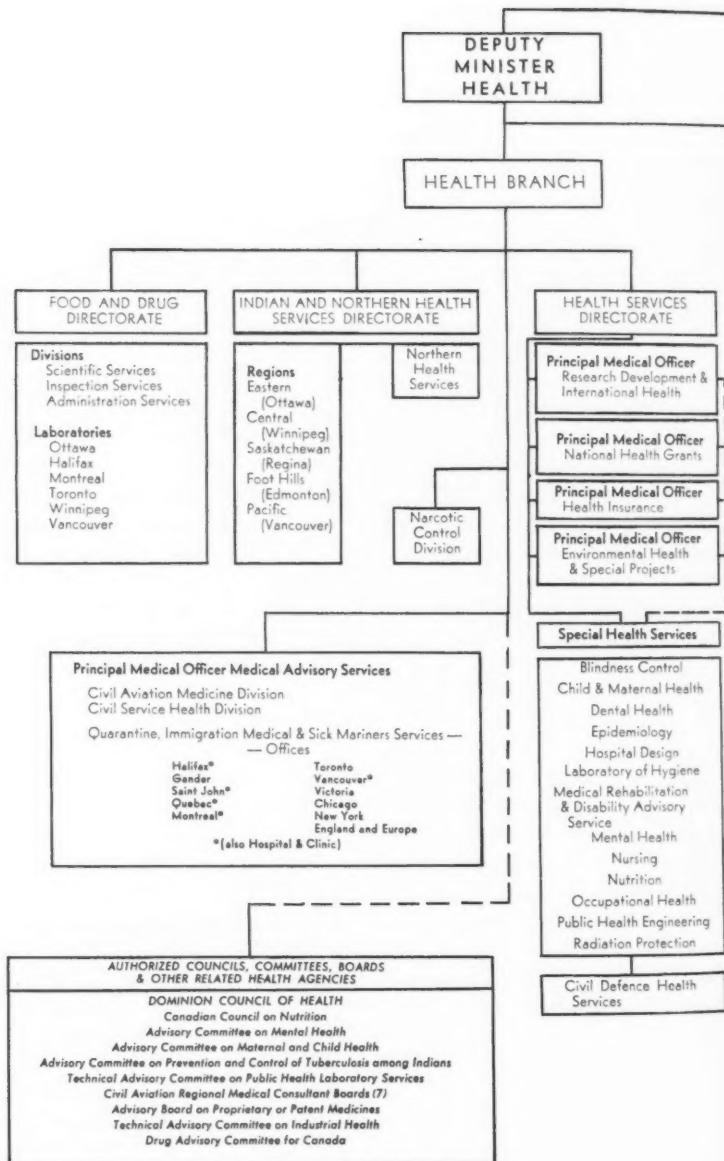 DEPUTY
MINISTER
HEALTH
HEALTH BRANCH
FOOD AND DRUG
DIRECTORATE
Divisions
Scientific Services
Inspection Services
Administration Services
Laboratories
Ottawa
Halifax
Montreal
Toronto
Winnipeg
Vancouver
INDIAN AND NORTHERN HEALTH
SERVICES DIRECTORATE
Regions
Eastern
(Ottawa)
Central
(Winnipeg)
Saskatchewan
(Regina)
Foot Hills
(Edmonton)
Pacific
(Vancouver)
Northern
Health
Services
Narcotic
Control
Division
HEALTH SERVICES
DIRECTORATE
Principal Medical Officer
Research Development &
International Health
Principal Medical Officer
National Health Grants
Principal Medical Officer
Health Insurance
Principal Medical Officer
Environmental Health
& Special Projects
Special Health Services
Blindness Control
Child & Maternal Health
Dental Health
Epidemiology
Hospital Design
Laboratory of Hygiene
Medical Rehabilitation
& Disability Advisory
Service
Mental Health
Nursing
Nutrition
Occupational Health
Public Health Engineering
Radiation Protection
Civil Defence Health
Services
Principal Medical Officer Medical Advisory Services
Civil Aviation Medicine Division
Civil Service Health Division
Quarantine, Immigration Medical & Sick Mariners Services —
— Offices
Halifax* Toronto
Gander Vancouver*
Saint John* Victoria
Quebec* Chicago
Montreal* New York
England and Europe
*(also Hospital & Clinic)
AUTHORIZED COUNCILS, COMMITTEES, BOARDS
& OTHER RELATED HEALTH AGENCIES
DOMINION COUNCIL OF HEALTH
Canadian Council on Nutrition
Advisory Committee on Mental Health
Advisory Committee on Maternal and Child Health
Advisory Committee on Prevention and Control of Tuberculosis among Indians
Technical Advisory Committee on Public Health Laboratory Services
Civil Aviation Regional Medical Consultant Boards (7)
Advisory Board on Proprietary or Patent Medicines
Technical Advisory Committee on Industrial Health
Drug Advisory Committee for Canada